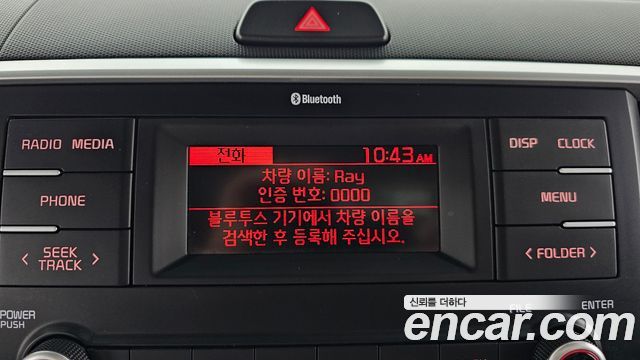 Bluetooth
RADIO MEDIA
전화 10:43 AM
DISP CLOCK
차량 이름: Ray
인증 번호: 0000
PHONE
MENU
블루투스 기기에서 차량 이름을
검색한 후 등록해 주십시오.
< SEEK TRACK >
< FOLDER >
POWER
PUSH
신뢰를 더하다
FILE
ENTER
encar.com